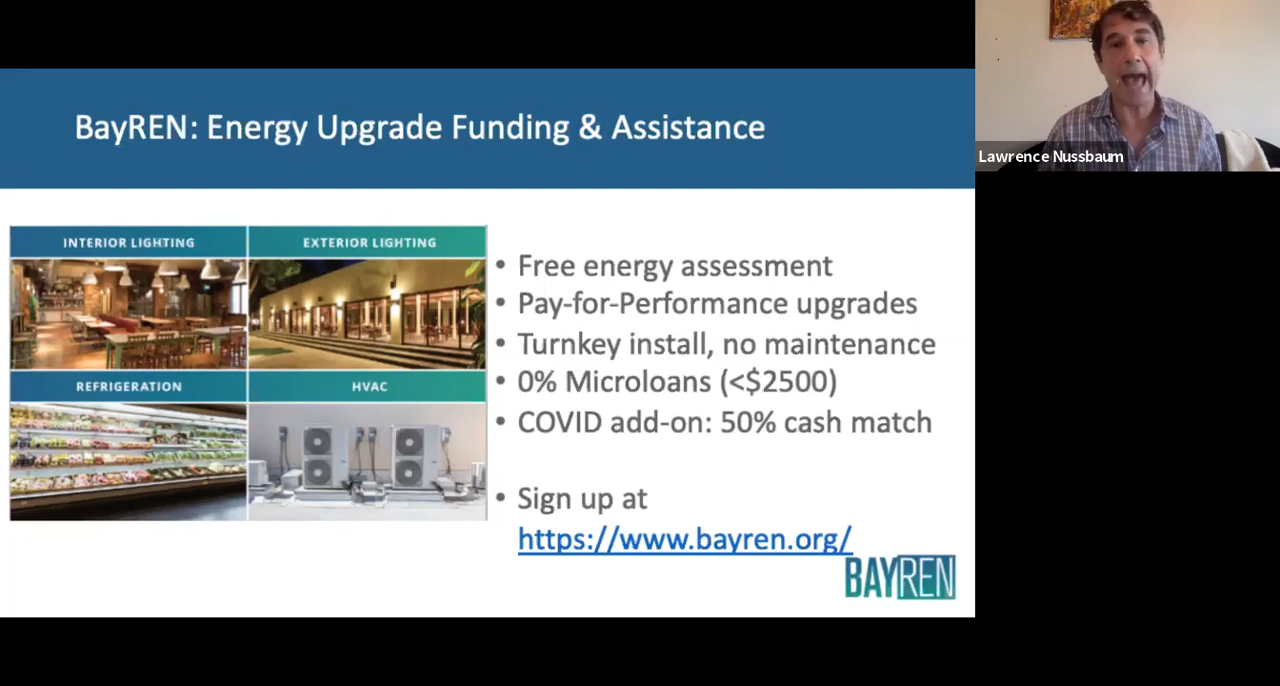 BayREN: Energy Upgrade Funding & Assistance
Lawrence Nussbaum
INTERIOR LIGHTING
EXTERIOR LIGHTING
REFRIGERATION
HVAC
• Free energy assessment
• Pay-for-Performance upgrades
• Turnkey install, no maintenance
• 0% Microloans (<$2500)
• COVID add-on: 50% cash match
• Sign up at
https://www.bayren.org/
BAYREN